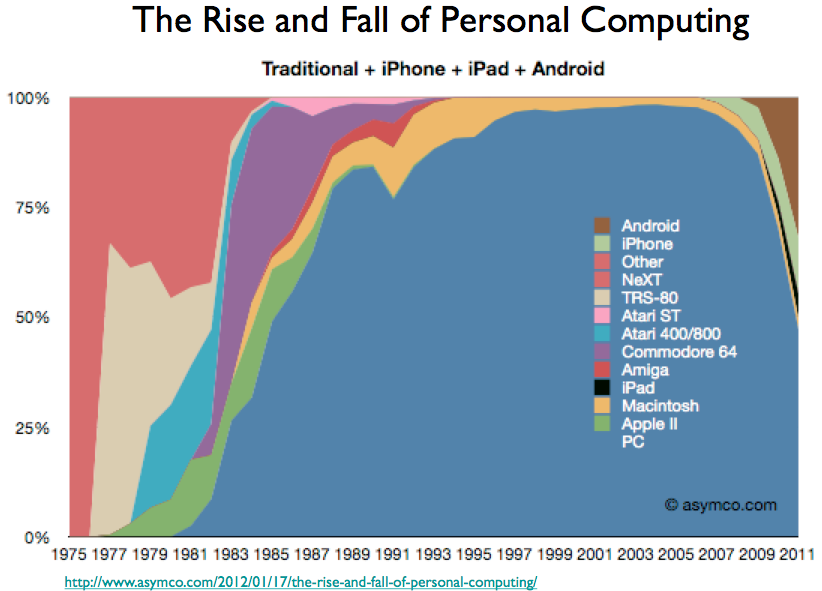 The Rise and Fall of Personal Computing
Traditional + iPhone + iPad + Android
100%
75%
50%
25%
0%
Android
iPhone
Other
NeXT
TRS-80
Atari ST
Atari 400/800
Commodore 64
Amiga
iPad
Macintosh
Apple II
PC
© asymco.com
1975 1977 1979 1981 1983 1985 1987 1989 1991 1993 1995 1997 1999 2001 2003 2005 2007 2009 2011
http://www.asymco.com/2012/01/17/the-rise-and-fall-of-personal-computing/